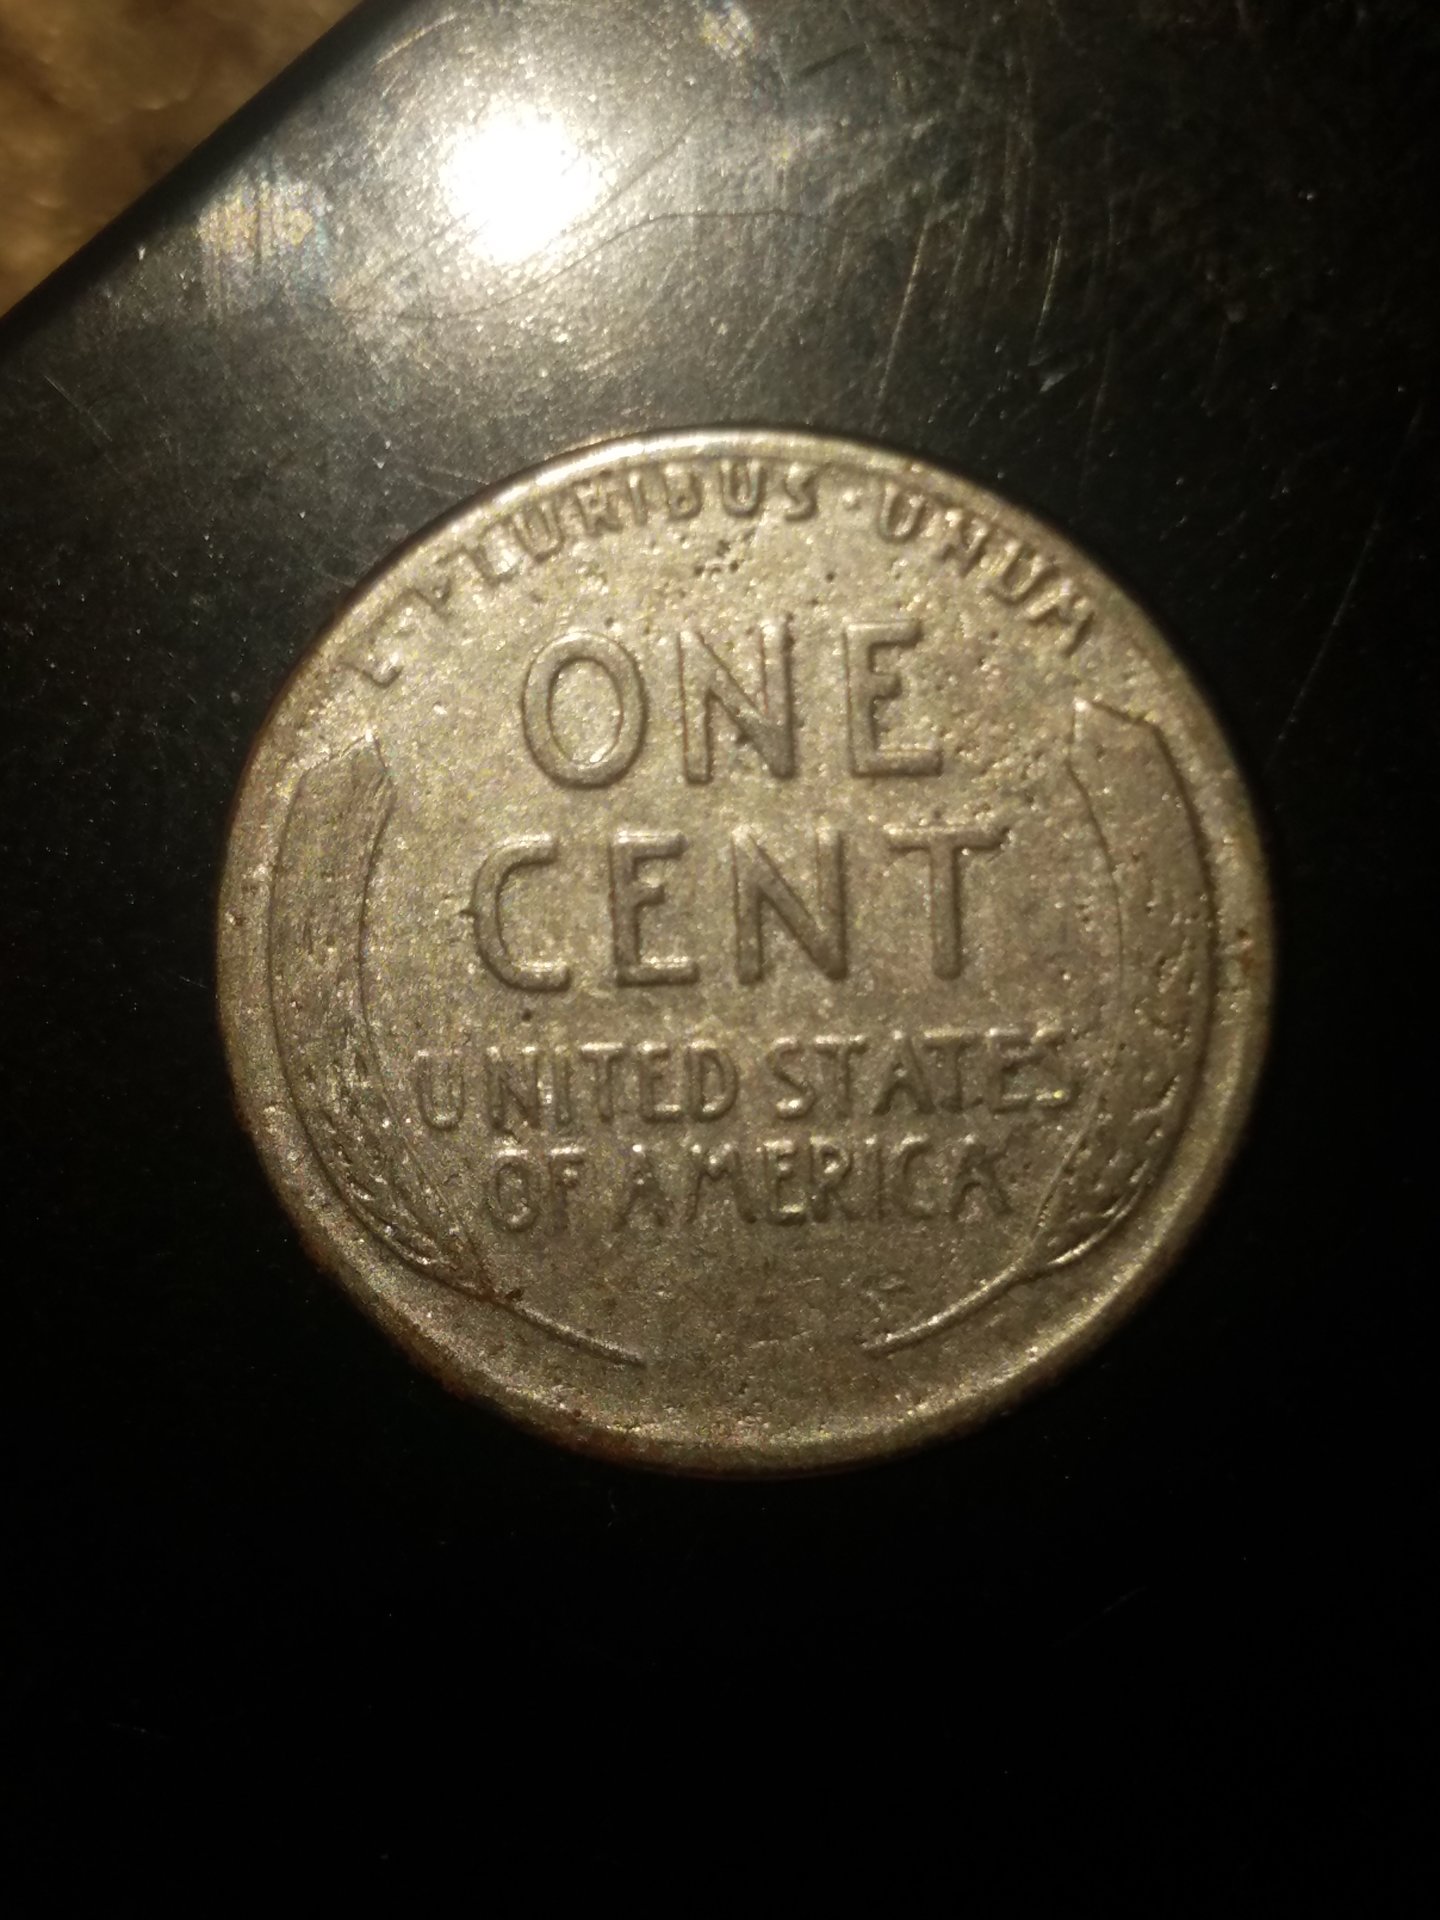 E·PLURIBUS·UNUM
ONE
CENT
UNITED STATES
OF AMERICA